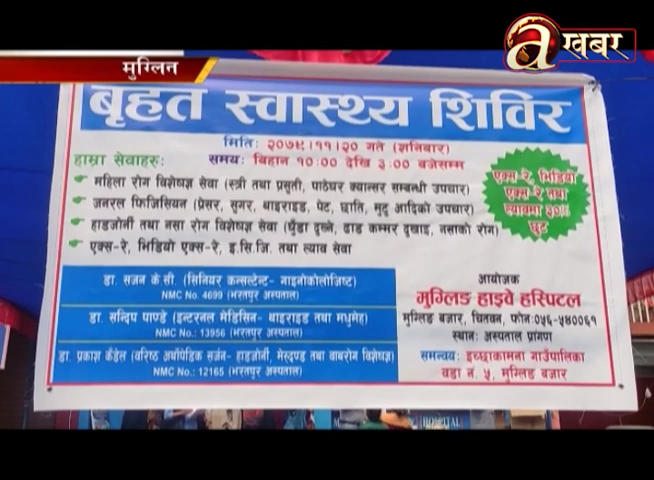 a खबर
मुग्लिन
बृहत स्वास्थ्य शिविर
मितिः २०७९।११।२० गते (शनिबार)
हाम्रा सेवाहरुः समयः बिहान १०:०० देखि ३:०० बजेसम्म
महिला रोग विशेषज्ञ सेवा (स्त्री तथा प्रसुती, पाठेघर क्यान्सर सम्बन्धी उपचार)
जनरल फिजिसियन (प्रेसर, सुगर, थाइराइड, पेट, छाति, मुटु आदिको उपचार)
हाडजोर्नी तथा नसा रोग विशेषज्ञ सेवा (घुँडा दुख्ने, ढाड कम्मर दुखाइ, नसाको रोग)
एक्स-रे, भिडियो एक्स-रे, इ.सि.जि. तथा ल्याब सेवा
एक्स रे, भिडियो
एक्स रे तथा
ल्याबमा ३०%
छुट
डा. सजन के.सी. (सिनियर कन्सल्टेन्ट- गाइनोकोलोजिष्ट)
NMC No. 4699 (भरतपुर अस्पताल)
डा. सन्दिप पाण्डे (इन्टरनल मेडिसिन- थाइराइड तथा मधुमेह)
NMC No.: 13956 (भरतपुर अस्पताल)
डा. प्रकाश कँडेल (वरिष्ठ अर्थोपेडिक सर्जन- हाडजोर्नी, मेरुदण्ड तथा बाथरोग विशेषज्ञ)
NMC No.: 12165 (भरतपुर अस्पताल)
आयोजक
मुग्लिङ हाइवे हस्पिटल
मुग्लिङ बजार, चितवन, फोनः०५६-५४००६१
स्थानः अस्पताल प्रांगण
समन्वयः इच्छाकामना गाउँपालिका
वडा नं. ५, मुग्लिङ बजार
HOSPITAL